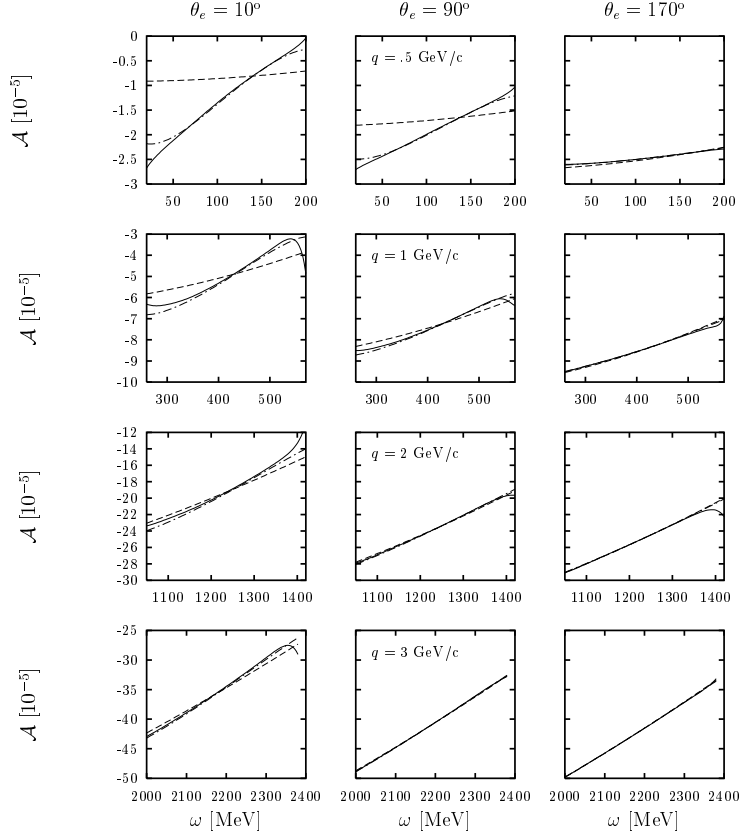 θₑ = 10° θₑ = 90° θₑ = 170°
𝒜 [10⁻⁵]
0
-.5
-1
-1.5
-2
-2.5
-3
q = .5 GeV/c
50 100 150 200
50 100 150 200
50 100 150 200
𝒜 [10⁻⁵]
-3
-4
-5
-6
-7
-8
-9
-10
q = 1 GeV/c
300 400 500
300 400 500
300 400 500
𝒜 [10⁻⁵]
-12
-14
-16
-18
-20
-22
-24
-26
-28
-30
q = 2 GeV/c
1100 1200 1300 1400
1100 1200 1300 1400
1100 1200 1300 1400
𝒜 [10⁻⁵]
-25
-30
-35
-40
-45
-50
q = 3 GeV/c
2000 2100 2200 2300 2400
2000 2100 2200 2300 2400
2000 2100 2200 2300 2400
ω [MeV] ω [MeV] ω [MeV]